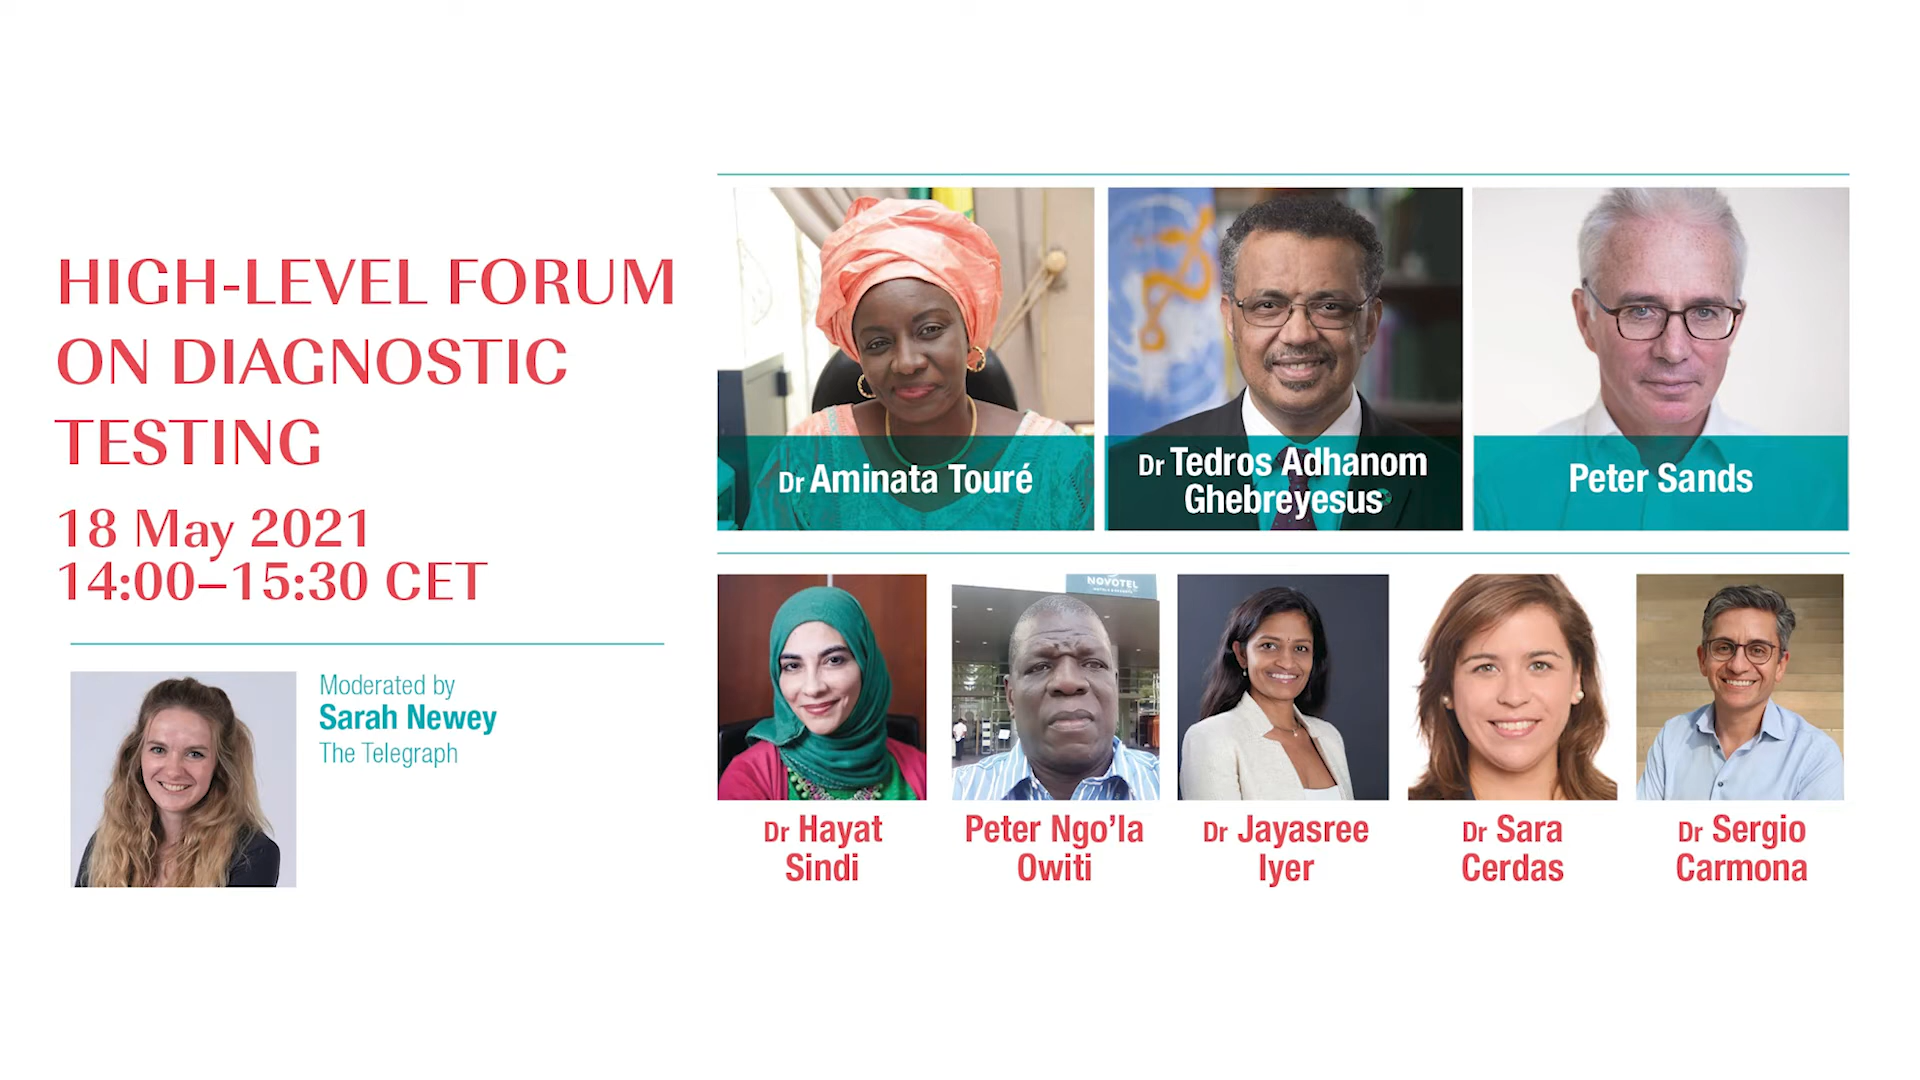 HIGH-LEVEL FORUM
ON DIAGNOSTIC
TESTING
18 May 2021
14:00–15:30 CET
Moderated by
Sarah Newey
The Telegraph
Dr Aminata Touré
Dr Tedros Adhanom
Ghebreyesus
Peter Sands
NOVOTEL
Dr Hayat
Sindi
Peter Ngo’la
Owiti
Dr Jayasree
Iyer
Dr Sara
Cerdas
Dr Sergio
Carmona